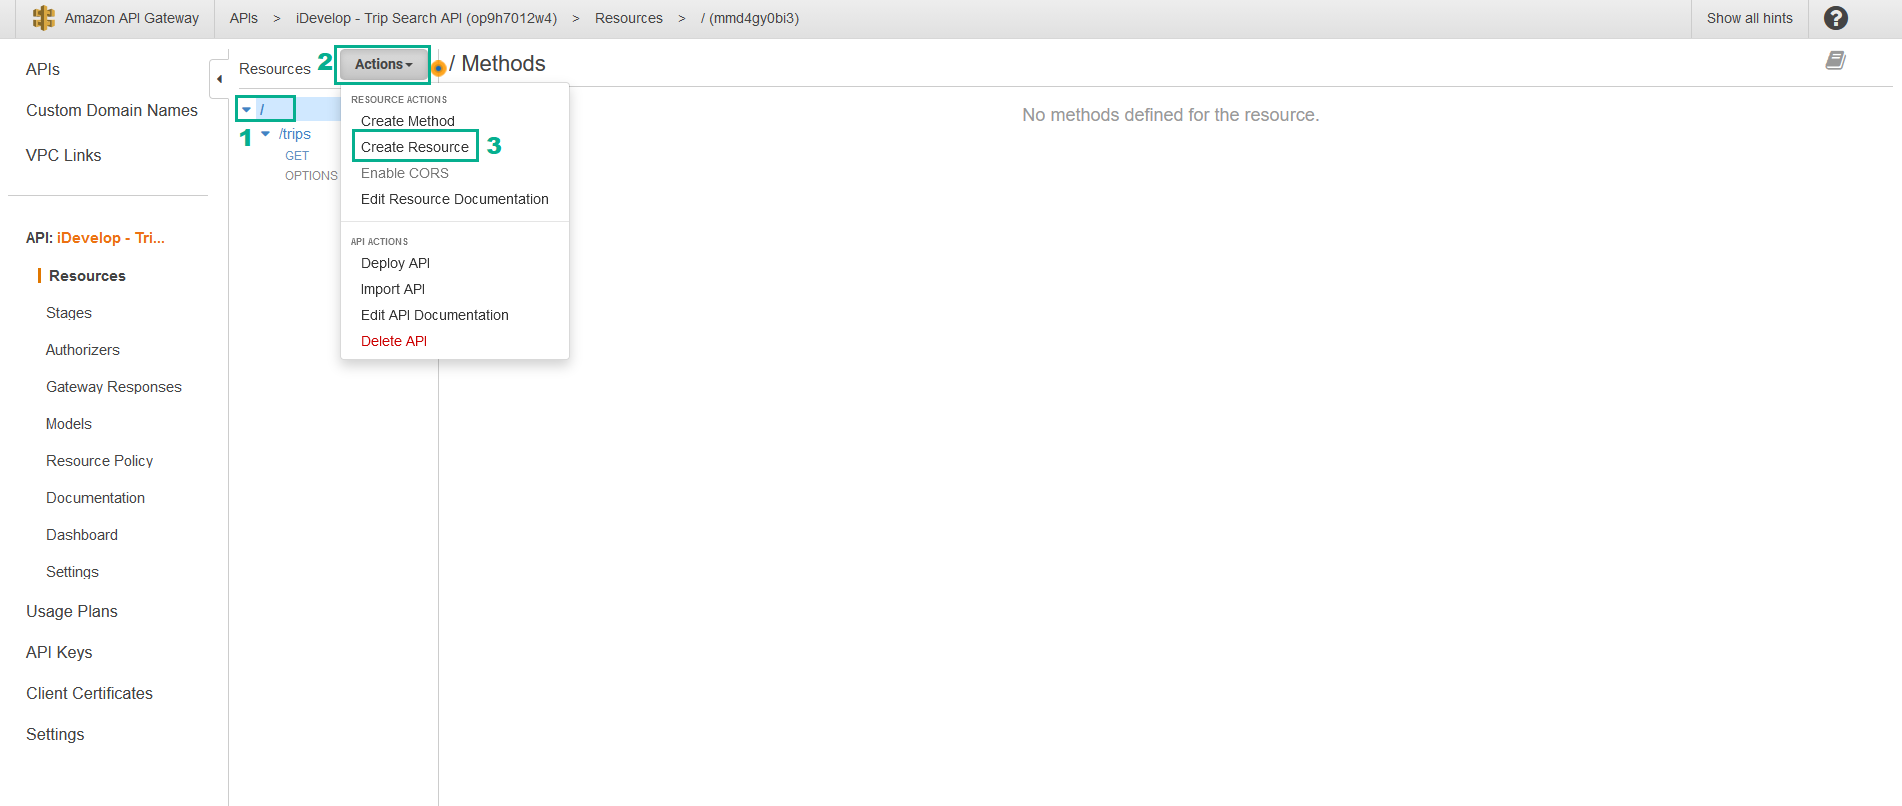 Amazon API Gateway
APIs > iDevelop - Trip Search API (op9h7012w4) > Resources > / (mmd4gy0bi3)
Show all hints
?
APIs
Custom Domain Names
VPC Links
API: iDevelop - Tri...
Resources
Stages
Authorizers
Gateway Responses
Models
Resource Policy
Documentation
Dashboard
Settings
Usage Plans
API Keys
Client Certificates
Settings
Resources
2
Actions
/
1
/trips
GET
OPTIONS
RESOURCE ACTIONS
Create Method
Create Resource
3
Enable CORS
Edit Resource Documentation
API ACTIONS
Deploy API
Import API
Edit API Documentation
Delete API
/ Methods
No methods defined for the resource.